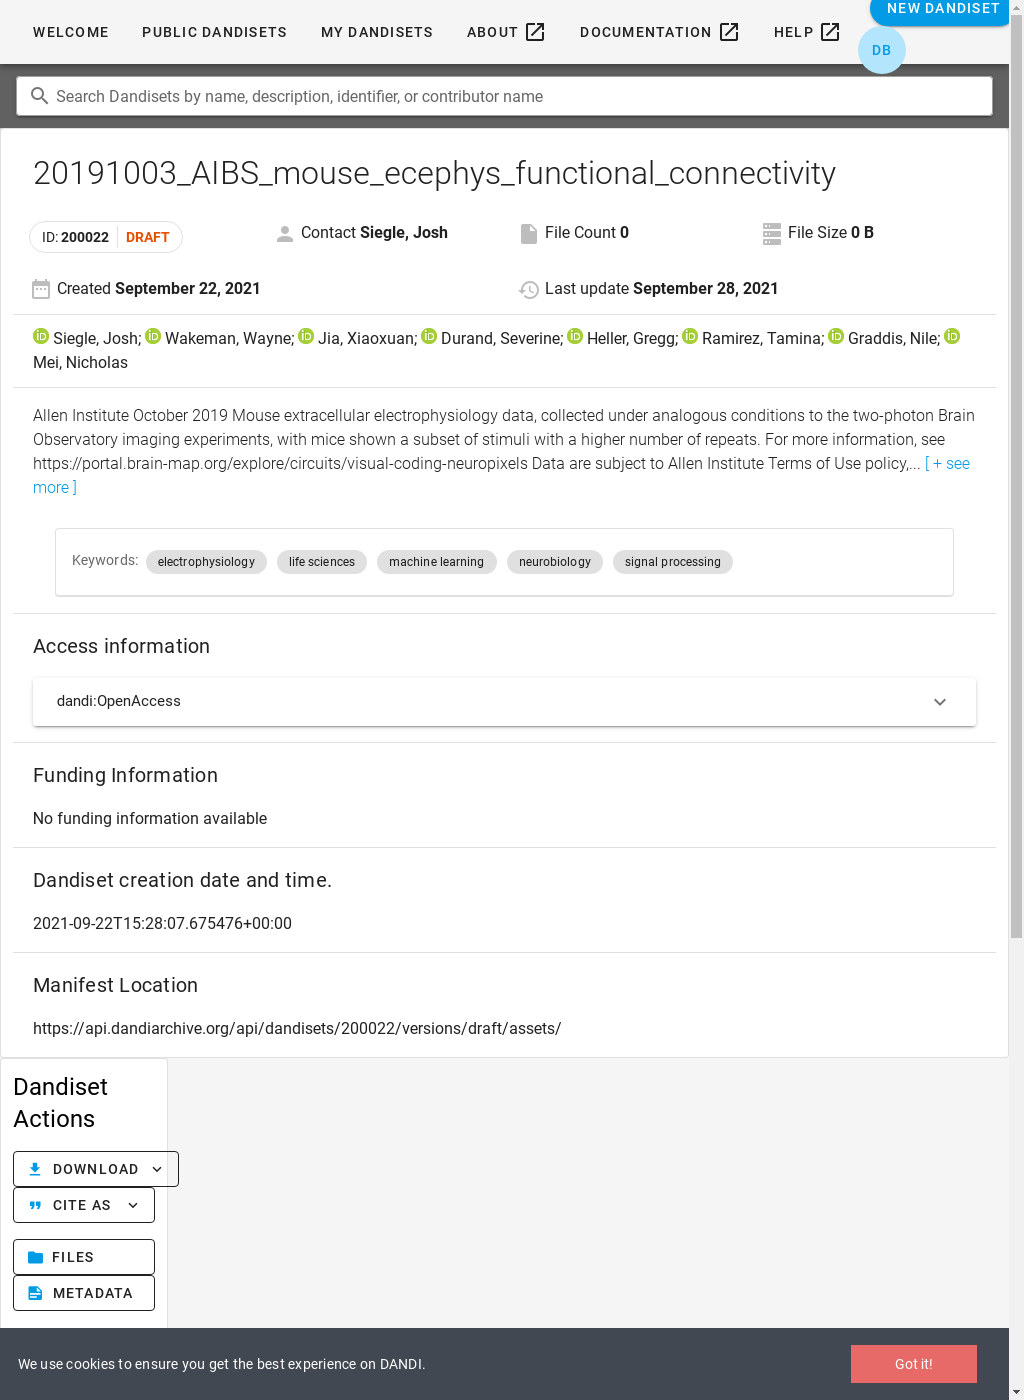 NEW DANDISET
WELCOME PUBLIC DANDISETS MY DANDISETS ABOUT DOCUMENTATION HELP
DB
Search Dandisets by name, description, identifier, or contributor name
20191003_AIBS_mouse_ecephys_functional_connectivity
ID: 200022 DRAFT Contact Siegle, Josh File Count 0 File Size 0 B
Created September 22, 2021 Last update September 28, 2021
iD Siegle, Josh; iD Wakeman, Wayne; iD Jia, Xiaoxuan; iD Durand, Severine; iD Heller, Gregg; iD Ramirez, Tamina; iD Graddis, Nile; iD
Mei, Nicholas
Allen Institute October 2019 Mouse extracellular electrophysiology data, collected under analogous conditions to the two-photon Brain
Observatory imaging experiments, with mice shown a subset of stimuli with a higher number of repeats. For more information, see
https://portal.brain-map.org/explore/circuits/visual-coding-neuropixels Data are subject to Allen Institute Terms of Use policy,... [ + see
more ]
Keywords: electrophysiology life sciences machine learning neurobiology signal processing
Access information
dandi:OpenAccess
Funding Information
No funding information available
Dandiset creation date and time.
2021-09-22T15:28:07.675476+00:00
Manifest Location
https://api.dandiarchive.org/api/dandisets/200022/versions/draft/assets/
Dandiset
Actions
DOWNLOAD
CITE AS
FILES
METADATA
We use cookies to ensure you get the best experience on DANDI. Got it!